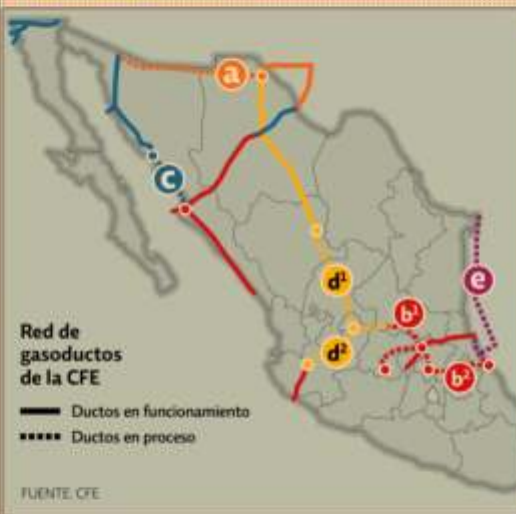 a
c
d¹
e
b¹
d²
b²
Red de
gasoductos
de la CFE
Ductos en funcionamiento
Ductos en proceso
FUENTE: CFE